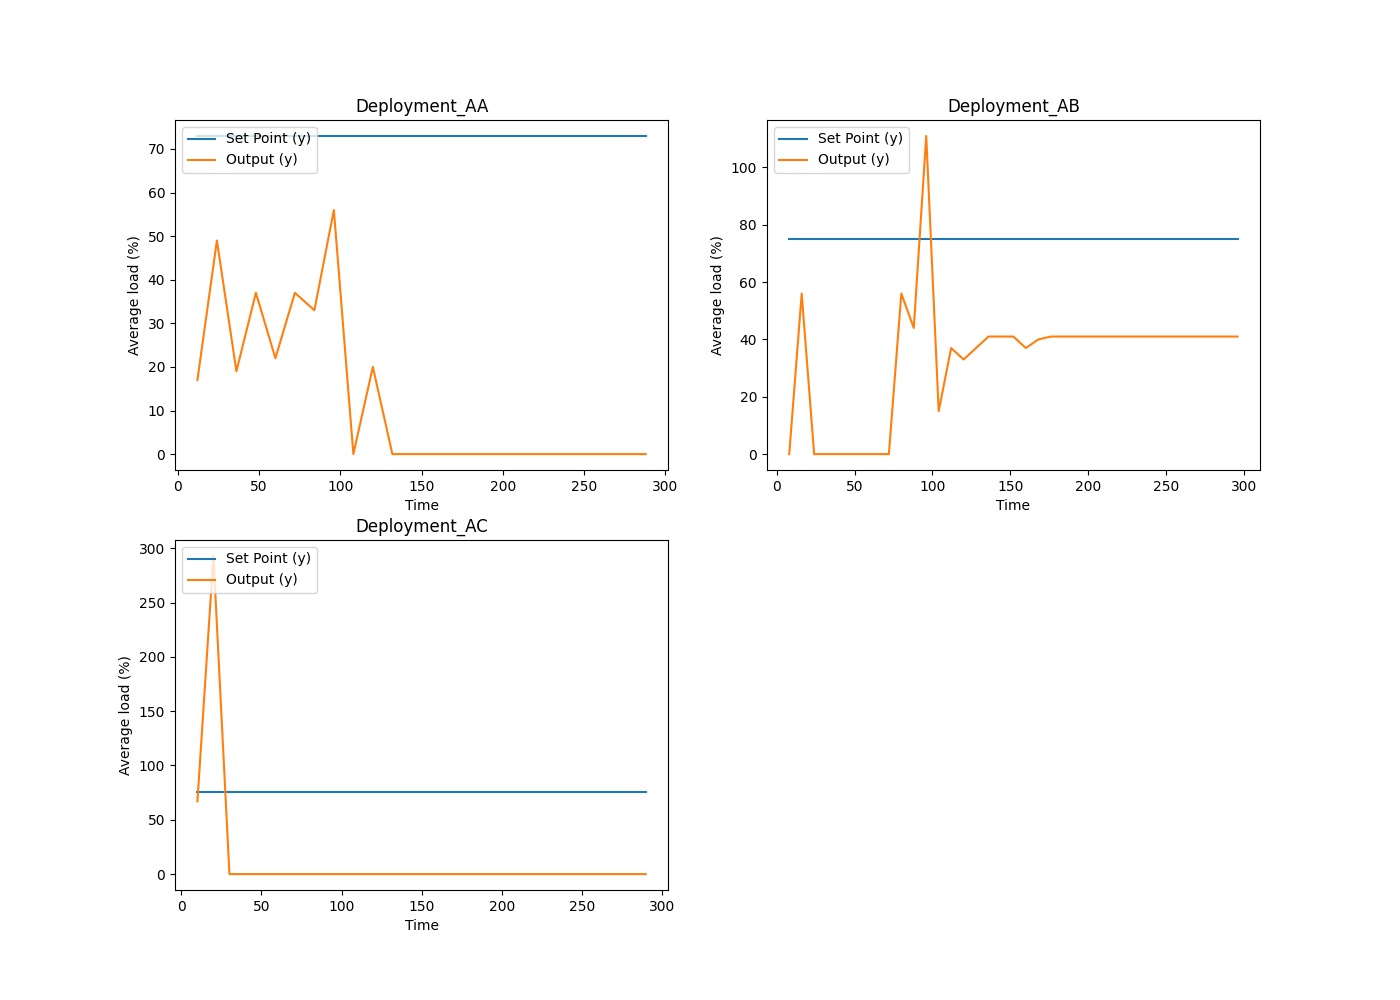 Deployment_AA
Set Point (y)
Output (y)
Average load (%)
70
60
50
40
30
20
10
0
0 50 100 150 200 250 300
Time
Deployment_AB
Set Point (y)
Output (y)
Average load (%)
100
80
60
40
20
0
0 50 100 150 200 250 300
Time
Deployment_AC
Set Point (y)
Output (y)
Average load (%)
300
250
200
150
100
50
0
0 50 100 150 200 250 300
Time